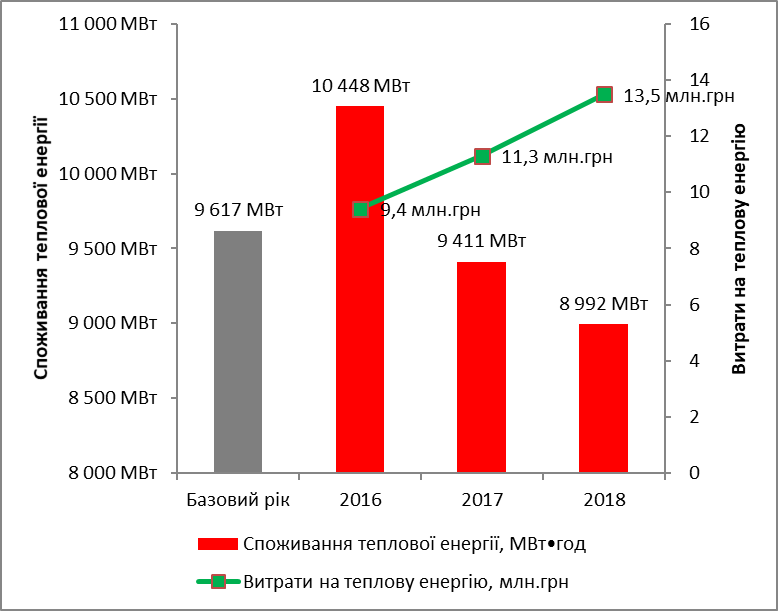 11 000 МВт
10 500 МВт
10 000 МВт
9 500 МВт
9 000 МВт
8 500 МВт
8 000 МВт
Споживання теплової енергії
9 617 МВт
10 448 МВт
9 411 МВт
8 992 МВт
9,4 млн.грн
11,3 млн.грн
13,5 млн.грн
16
14
12
10
8
6
4
2
0
Витрати на теплову енергію
Базовий рік
2016
2017
2018
Споживання теплової енергії, МВт•год
Витрати на теплову енергію, млн.грн